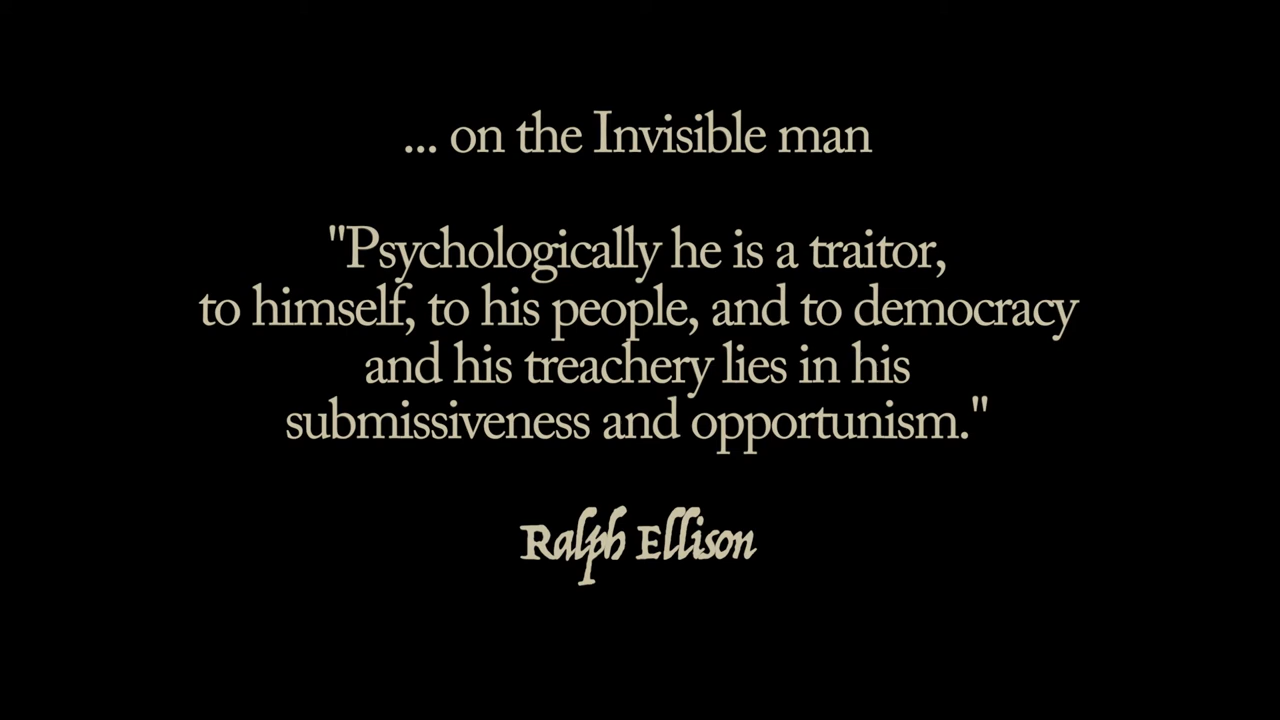 ... on the Invisible man
"Psychologically he is a traitor,
to himself, to his people, and to democracy
and his treachery lies in his
submissiveness and opportunism."
Ralph Ellison